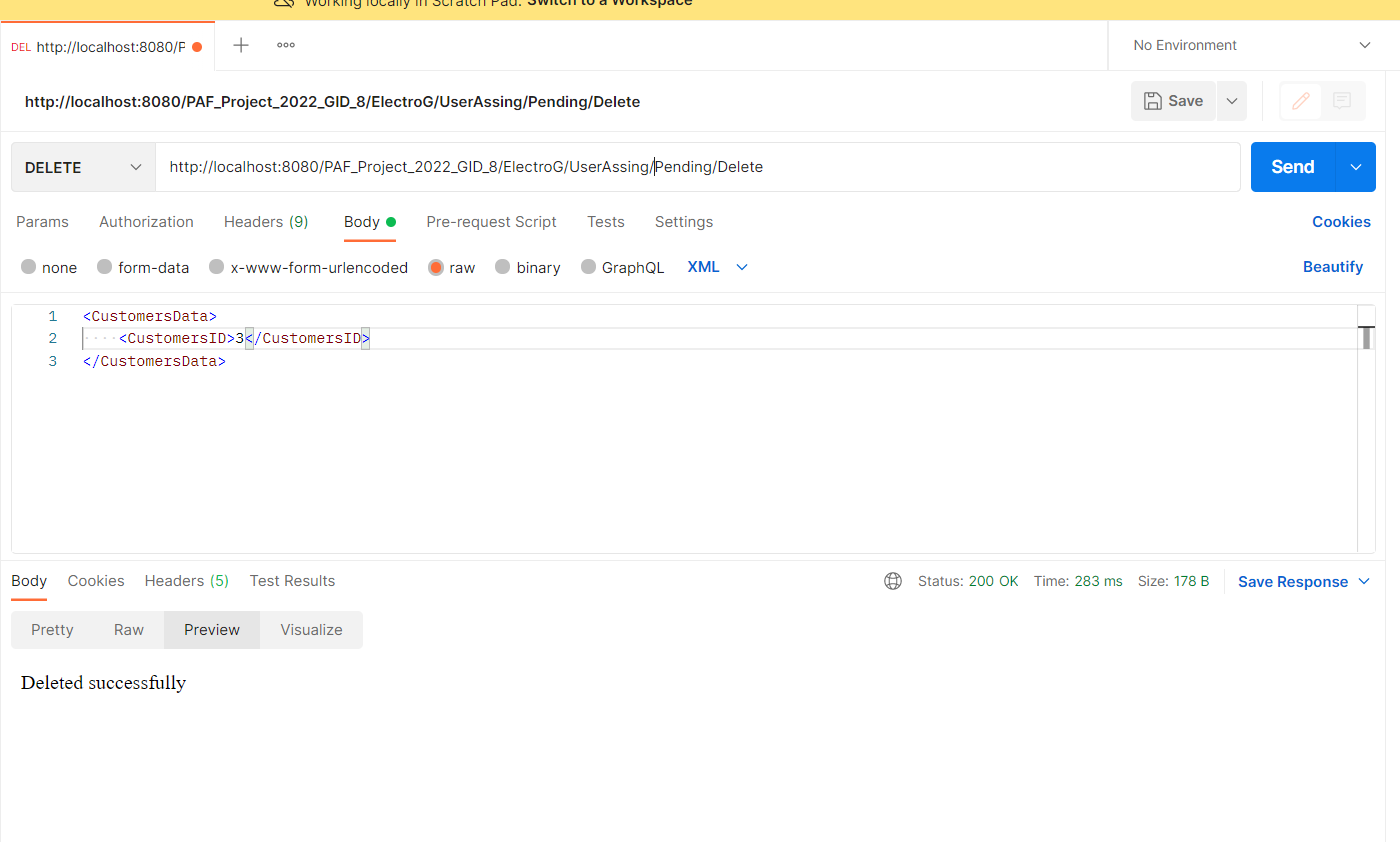 Working locally in Scratch Pad. Switch to a Workspace
DEL http://localhost:8080/P
No Environment
http://localhost:8080/PAF_Project_2022_GID_8/ElectroG/UserAssing/Pending/Delete
Save
DELETE
http://localhost:8080/PAF_Project_2022_GID_8/ElectroG/UserAssing/Pending/Delete
Send
Params Authorization Headers (9) Body Pre-request Script Tests Settings Cookies
none form-data x-www-form-urlencoded raw binary GraphQL XML Beautify
1 <CustomersData>
2 <CustomersID>3</CustomersID>
3 </CustomersData>
Body Cookies Headers (5) Test Results Status: 200 OK Time: 283 ms Size: 178 B Save Response
Pretty Raw Preview Visualize
Deleted successfully